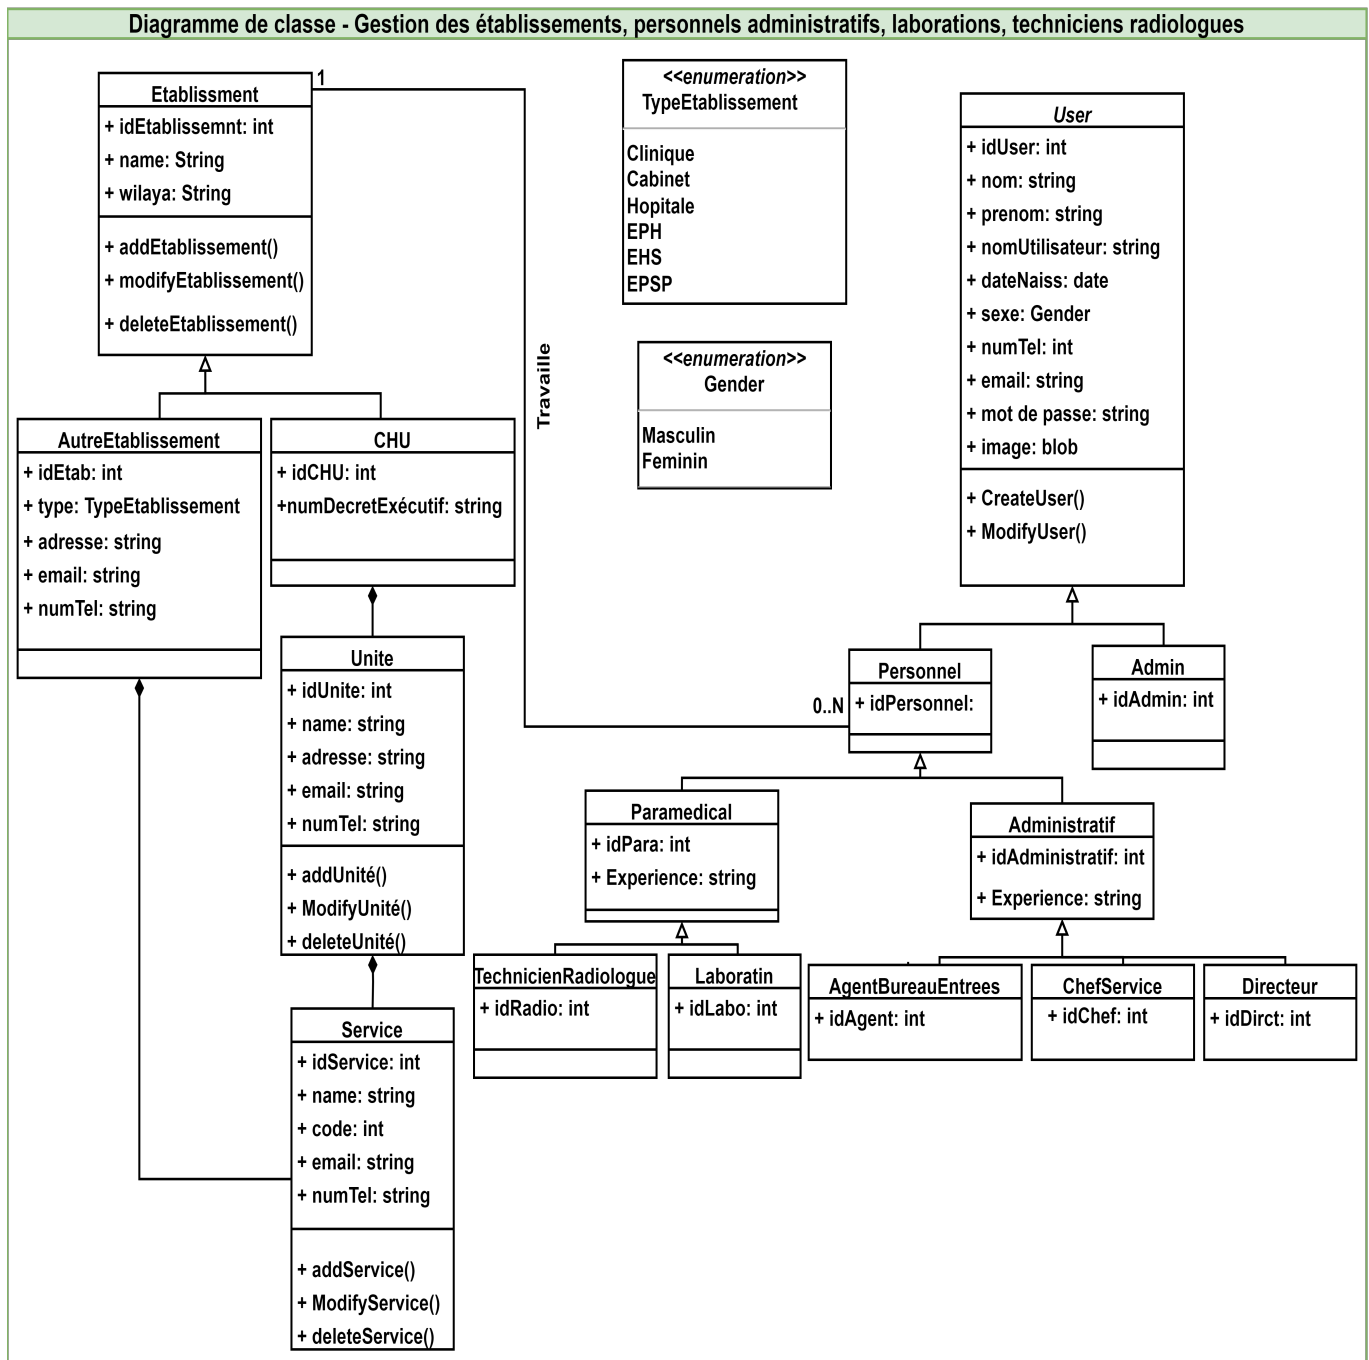 Diagramme de classe - Gestion des établissements, personnels administratifs, laborations, techniciens radiologues
Etablissment
+ idEtablissemnt: int
+ name: String
+ wilaya: String
+ addEtablissement()
+ modifyEtablissement()
+ deleteEtablissement()
1
Travaille
0..N
<<enumeration>>
TypeEtablissement
Clinique
Cabinet
Hopitale
EPH
EHS
EPSP
<<enumeration>>
Gender
Masculin
Feminin
User
+ idUser: int
+ nom: string
+ prenom: string
+ nomUtilisateur: string
+ dateNaiss: date
+ sexe: Gender
+ numTel: int
+ email: string
+ mot de passe: string
+ image: blob
+ CreateUser()
+ ModifyUser()
AutreEtablissement
+ idEtab: int
+ type: TypeEtablissement
+ adresse: string
+ email: string
+ numTel: string
CHU
+ idCHU: int
+numDecretExécutif: string
Unite
+ idUnite: int
+ name: string
+ adresse: string
+ email: string
+ numTel: string
+ addUnité()
+ ModifyUnité()
+ deleteUnité()
Personnel
+ idPersonnel:
Admin
+ idAdmin: int
Paramedical
+ idPara: int
+ Experience: string
Administratif
+ idAdministratif: int
+ Experience: string
TechnicienRadiologue
+ idRadio: int
Laboratin
+ idLabo: int
AgentBureauEntrees
+ idAgent: int
ChefService
+ idChef: int
Directeur
+ idDirct: int
Service
+ idService: int
+ name: string
+ code: int
+ email: string
+ numTel: string
+ addService()
+ ModifyService()
+ deleteService()